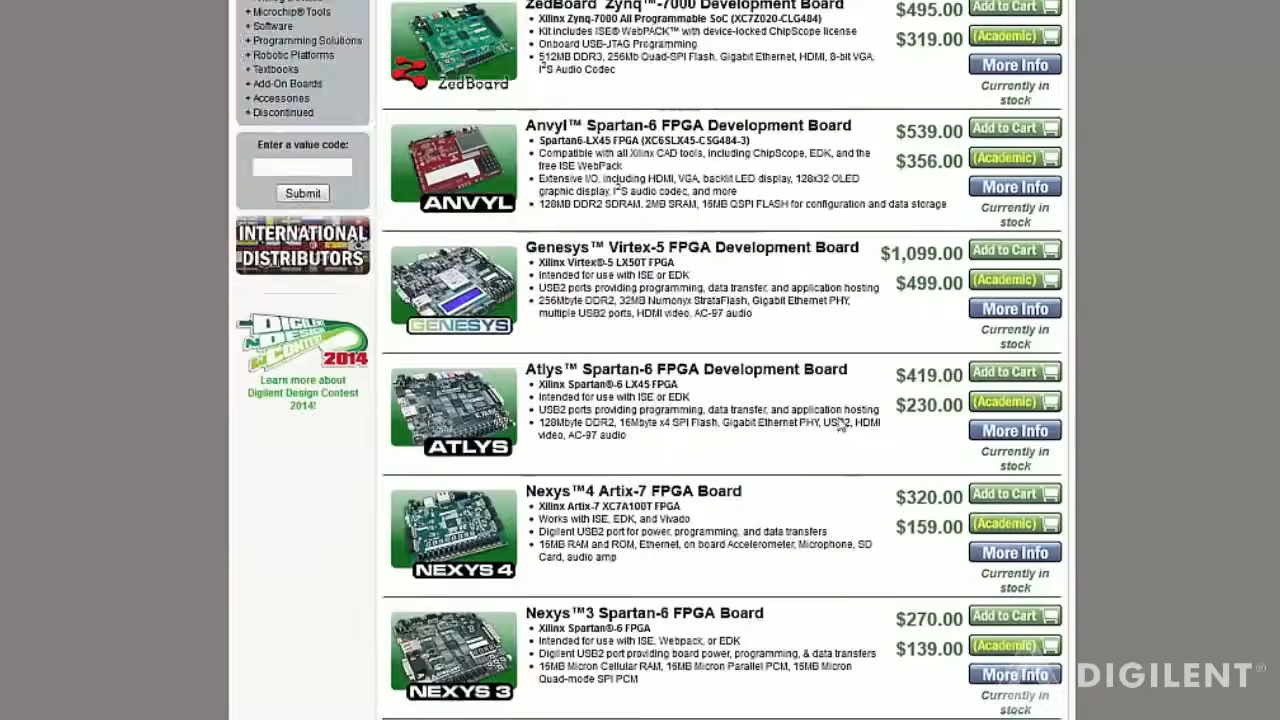 + Microchip® Tools
+ Software
+ Programming Solutions
+ Robotic Platforms
+ Textbooks
+ Add-On Boards
+ Accessories
+ Discontinued
Enter a value code:
Submit
INTERNATIONAL
DISTRIBUTORS
DIGILENT
DESIGN
CONTEST
2014
Learn more about
Digilent Design Contest
2014!
ZedBoard™ Zynq™-7000 Development Board
• Xilinx Zynq-7000 All Programmable SoC (XC7Z020-CLG484)
• Kit includes ISE® WebPACK™ with device-locked ChipScope license
• Onboard USB-JTAG Programming
• 512MB DDR3, 256Mb Quad-SPI Flash, Gigabit Ethernet, HDMI, 8-bit VGA,
I²S Audio Codec
ZedBoard
$495.00 Add to Cart
$319.00 (Academic)
More Info
Currently in
stock
Anvyl™ Spartan-6 FPGA Development Board
• Spartan6-LX45 FPGA (XC6SLX45-CSG484-3)
• Compatible with all Xilinx CAD tools, including ChipScope, EDK, and the
free ISE WebPack
• Extensive I/O, including HDMI, VGA, backlit LED display, 128x32 OLED
graphic display, I²S audio codec, and more
• 128MB DDR2 SDRAM, 2MB SRAM, 16MB QSPI FLASH for configuration and data storage
ANVYL
$539.00 Add to Cart
$356.00 (Academic)
More Info
Currently in
stock
Genesys™ Virtex-5 FPGA Development Board
• Xilinx Virtex®-5 LX50T FPGA
• Intended for use with ISE or EDK
• USB ports providing programming, data transfer, and application hosting
• 256Mbyte DDR2, 32MB Numonyx StrataFlash, Gigabit Ethernet PHY,
multiple USB2 ports, HDMI video, AC-97 audio
GENESYS
$1,099.00 Add to Cart
$499.00 (Academic)
More Info
Currently in
stock
Atlys™ Spartan-6 FPGA Development Board
• Xilinx Spartan®-6 LX45 FPGA
• Intended for use with ISE or EDK
• USB ports providing programming, data transfer, and application hosting
• 128Mbyte DDR2, 16Mbyte x4 SPI Flash, Gigabit Ethernet PHY, USB2, HDMI
video, AC-97 audio
ATLYS
$419.00 Add to Cart
$230.00 (Academic)
More Info
Currently in
stock
Nexys™4 Artix-7 FPGA Board
• Xilinx Artix-7 XC7A100T FPGA
• Works with ISE, EDK, and Vivado
• Digilent USB2 port for power, programming, and data transfers
• 16MB RAM and ROM, Ethernet, on board Accelerometer, Microphone, SD
Card, audio amp
NEXYS 4
$320.00 Add to Cart
$159.00 (Academic)
More Info
Currently in
stock
Nexys™3 Spartan-6 FPGA Board
• Xilinx Spartan®-6 FPGA
• Intended for use with ISE, Webpack, or EDK
• Digilent USB2 port providing board power, programming, & data transfers
• 16MB Micron Cellular RAM, 16MB Micron Parallel PCM, 16MB Micron
Quad-mode SPI PCM
NEXYS 3
$270.00 Add to Cart
$139.00 (Academic)
More Info
Currently in
stock
DIGILENT®